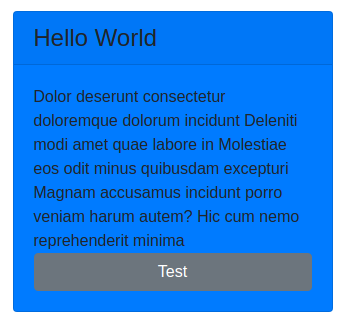 Hello World
Dolor deserunt consectetur
doloremque dolorum incidunt Deleniti
modi amet quae labore in Molestiae
eos odit minus quibusdam excepturi
Magnam accusamus incidunt porro
veniam harum autem? Hic cum nemo
reprehenderit minima
Test